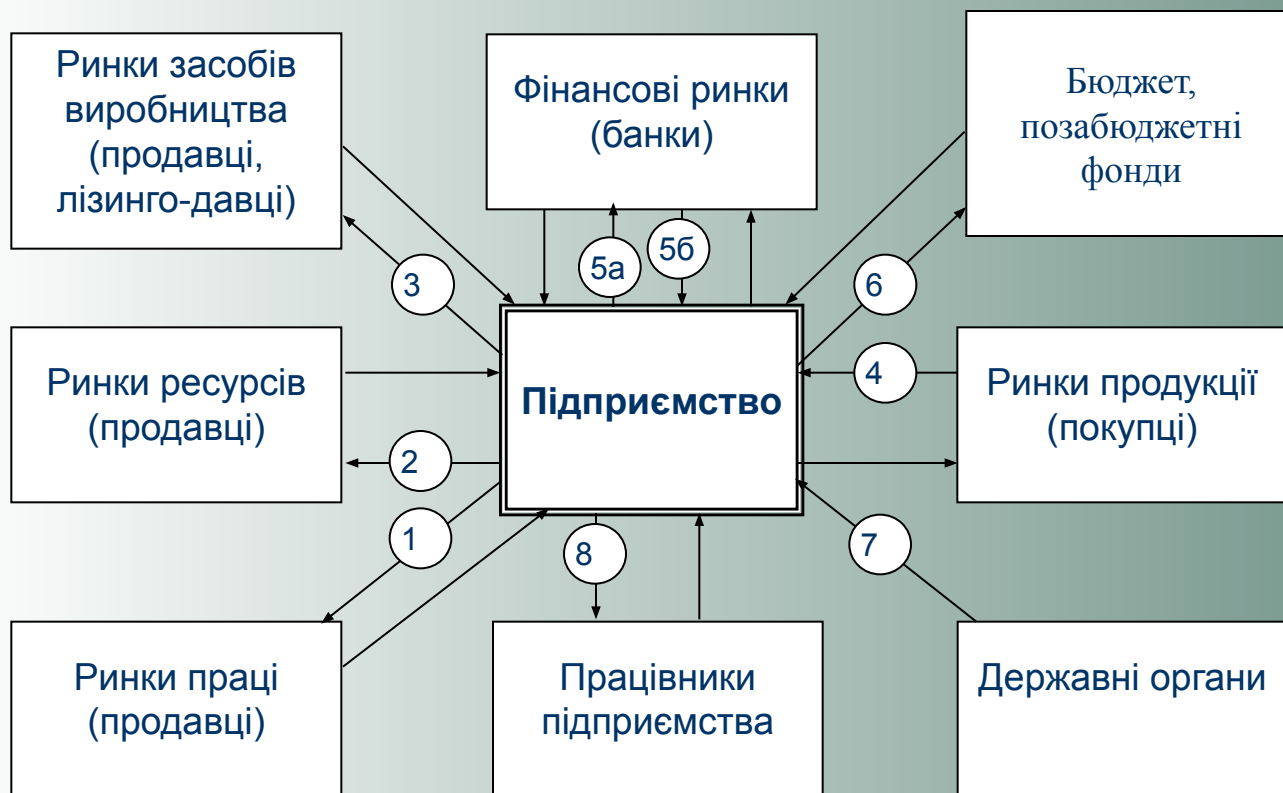 Ринки засобів
виробництва
(продавці,
лізинго-давці)
Фінансові ринки
(банки)
Бюджет,
позабюджетні
фонди
5а
5б
3
6
Ринки ресурсів
(продавці)
Підприємство
4
Ринки продукції
(покупці)
2
1
8
7
Ринки праці
(продавці)
Працівники
підприємства
Державні органи